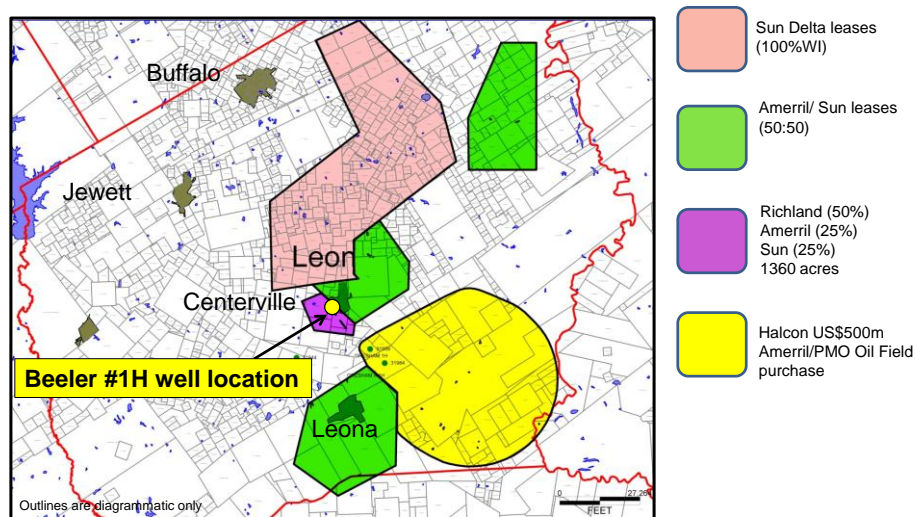 Buffalo
Jewett
Leon
Centerville
Beeler #1H well location
Leona
Outlines are diagrammatic only
0
FEET
Sun Delta leases
(100%WI)
Amerril/ Sun leases
(50:50)
Richland (50%)
Amerril (25%)
Sun (25%)
1360 acres
Halcon US$500m
Amerril/PMO Oil Field
purchase